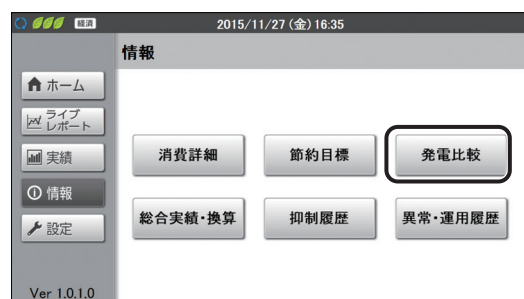 経済
2015/11/27(金)16:35
情報
ホーム
ライブ
レポート
実績
情報
設定
消費詳細
節約目標
発電比較
総合実績・換算
抑制履歴
異常・運用履歴
Ver 1.0.1.0